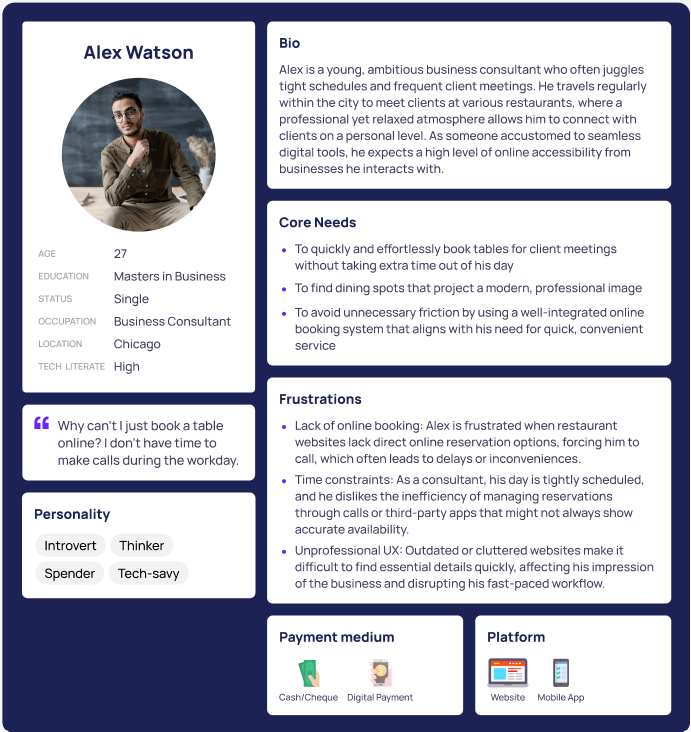 Alex Watson
AGE 27
EDUCATION Masters in Business
STATUS Single
OCCUPATION Business Consultant
LOCATION Chicago
TECH LITERATE High
Why can't I just book a table
online? I don't have time to
make calls during the workday.
Personality
Introvert Thinker
Spender Tech-savy
Bio
Alex is a young, ambitious business consultant who often juggles
tight schedules and frequent client meetings. He travels regularly
within the city to meet clients at various restaurants, where a
professional yet relaxed atmosphere allows him to connect with
clients on a personal level. As someone accustomed to seamless
digital tools, he expects a high level of online accessibility from
businesses he interacts with.
Core Needs
To quickly and effortlessly book tables for client meetings
without taking extra time out of his day
To find dining spots that project a modern, professional image
To avoid unnecessary friction by using a well-integrated online
booking system that aligns with his need for quick, convenient
service
Frustrations
Lack of online booking: Alex is frustrated when restaurant
websites lack direct online reservation options, forcing him to
call, which often leads to delays or inconveniences.
Time constraints: As a consultant, his day is tightly scheduled,
and he dislikes the inefficiency of managing reservations
through calls or third-party apps that might not always show
accurate availability.
Unprofessional UX: Outdated or cluttered websites make it
difficult to find essential details quickly, affecting his impression
of the business and disrupting his fast-paced workflow.
Payment medium
Cash/Cheque Digital Payment
Platform
Website Mobile App